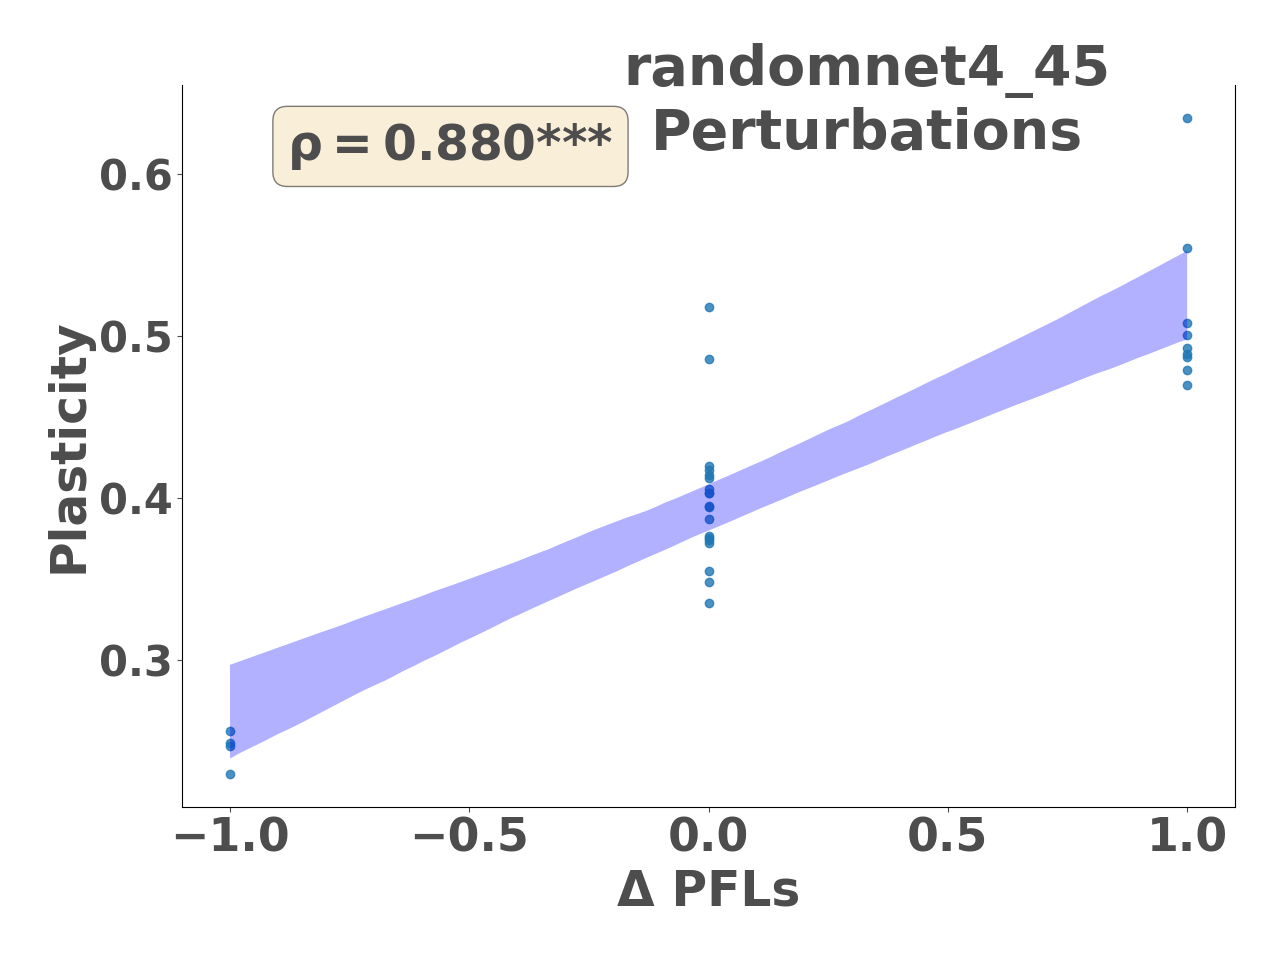 randomnet4_45
Perturbations
ρ = 0.880***
Plasticity
0.6
0.5
0.4
0.3
−1.0
−0.5
0.0
0.5
1.0
Δ PFLs